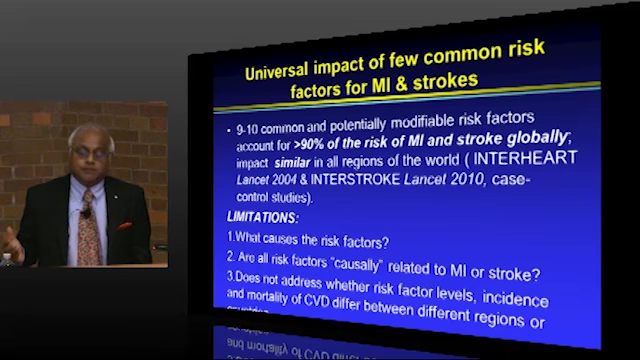 Universal impact of few common risk
factors for MI & strokes
• 9-10 common and potentially modifiable risk factors
account for >90% of the risk of MI and stroke globally;
impact similar in all regions of the world ( INTERHEART
Lancet 2004 & INTERSTROKE Lancet 2010, case-
control studies).
LIMITATIONS:
1.What causes the risk factors?
2. Are all risk factors "causally" related to MI or stroke?
3.Does not address whether risk factor levels, incidence
and mortality of CVD differ between different regions or